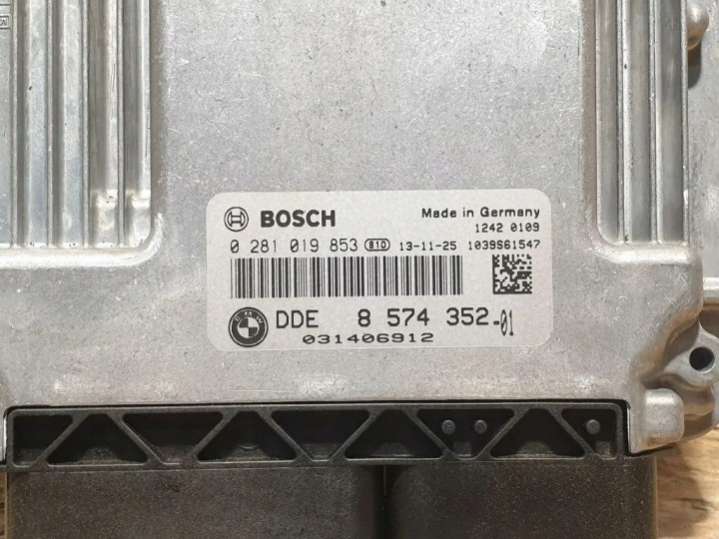 BOSCH
Made in Germany
1242 0109
0 281 019 853 810 13-11-25 1039S61547
DDE 8 574 352-01
031406912